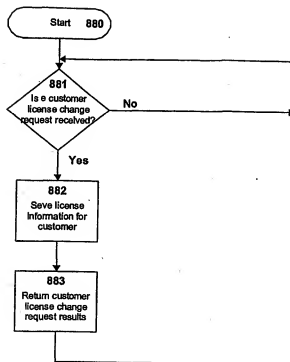 Start 880
881
Is e customer
license change
request received?
No
Yes
882
Seve license
Information for
customer
883
Return customer
license change
request results